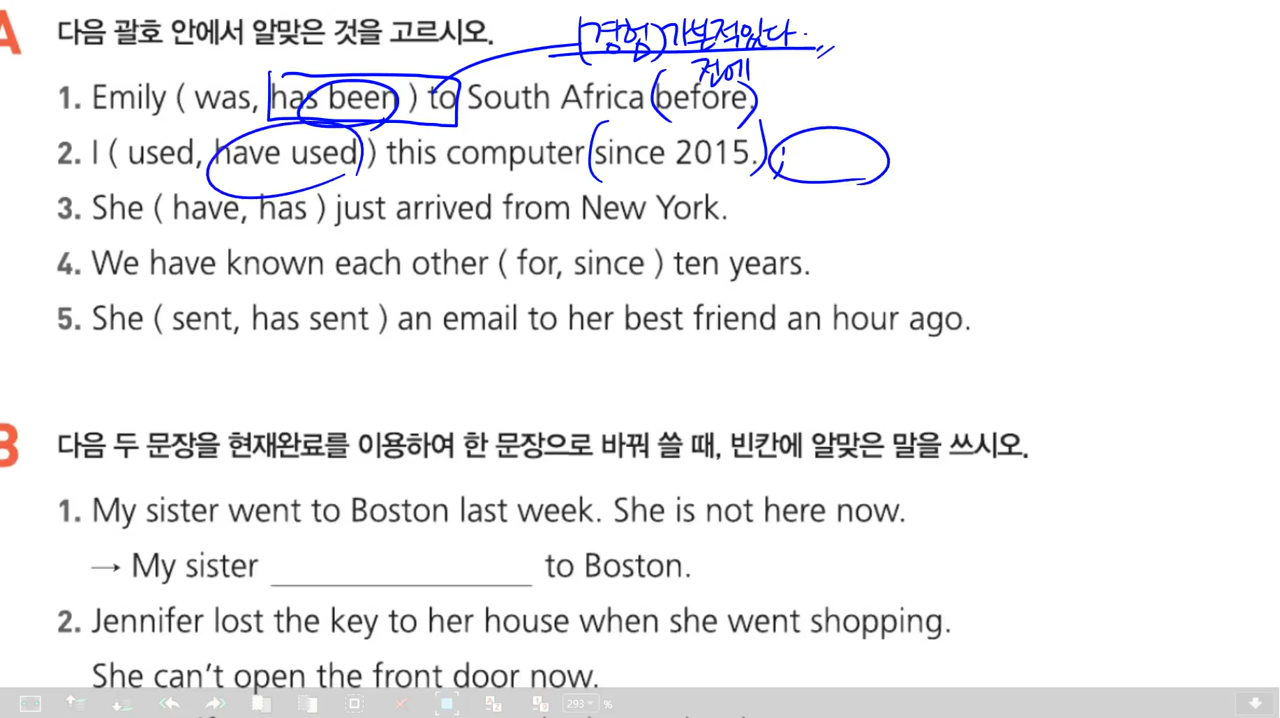 (경험)가본적있다.
A 다음 괄호 안에서 알맞은 것을 고르시오.
전에
1. Emily ( was, has been ) to South Africa before.
2. I ( used, have used ) this computer since 2015.
3. She ( have, has ) just arrived from New York.
4. We have known each other ( for, since ) ten years.
5. She ( sent, has sent ) an email to her best friend an hour ago.
B 다음 두 문장을 현재완료를 이용하여 한 문장으로 바꿔 쓸 때, 빈칸에 알맞은 말을 쓰시오.
1. My sister went to Boston last week. She is not here now.
→ My sister ______________ to Boston.
2. Jennifer lost the key to her house when she went shopping.
She can't open the front door now.
293 %